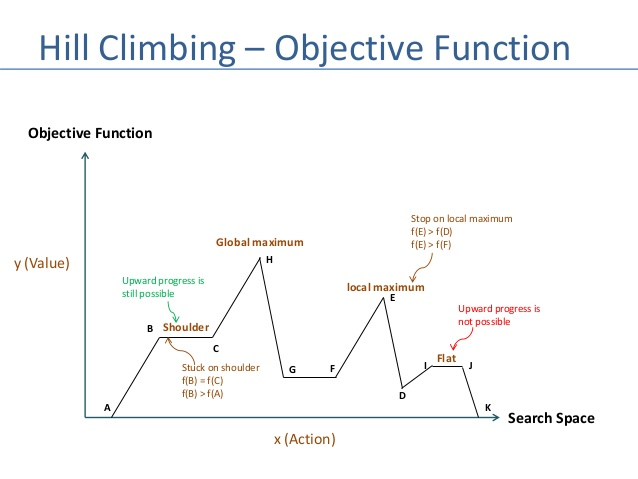 Hill Climbing – Objective Function
Objective Function
Stop on local maximum
f(E) > f(D)
f(E) > f(F)
Global maximum
H
y (Value)
Upward progress is
still possible
local maximum
E
Upward progress is
not possible
B
Shoulder
C
Stuck on shoulder
f(B) = f(C)
f(B) > f(A)
G
F
I
Flat
J
D
A
K
Search Space
x (Action)